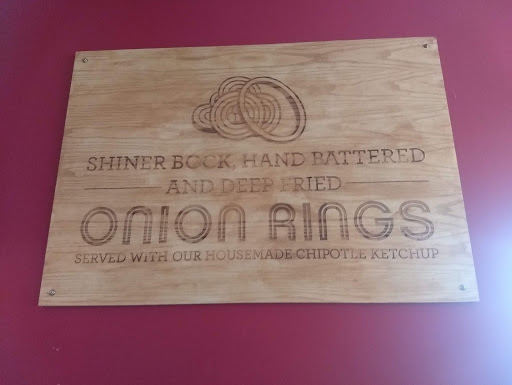 SHINER BOCK, HAND BATTERED
AND DEEP FRIED
ONION RINGS
SERVED WITH OUR HOUSEMADE CHIPOTLE KETCHUP